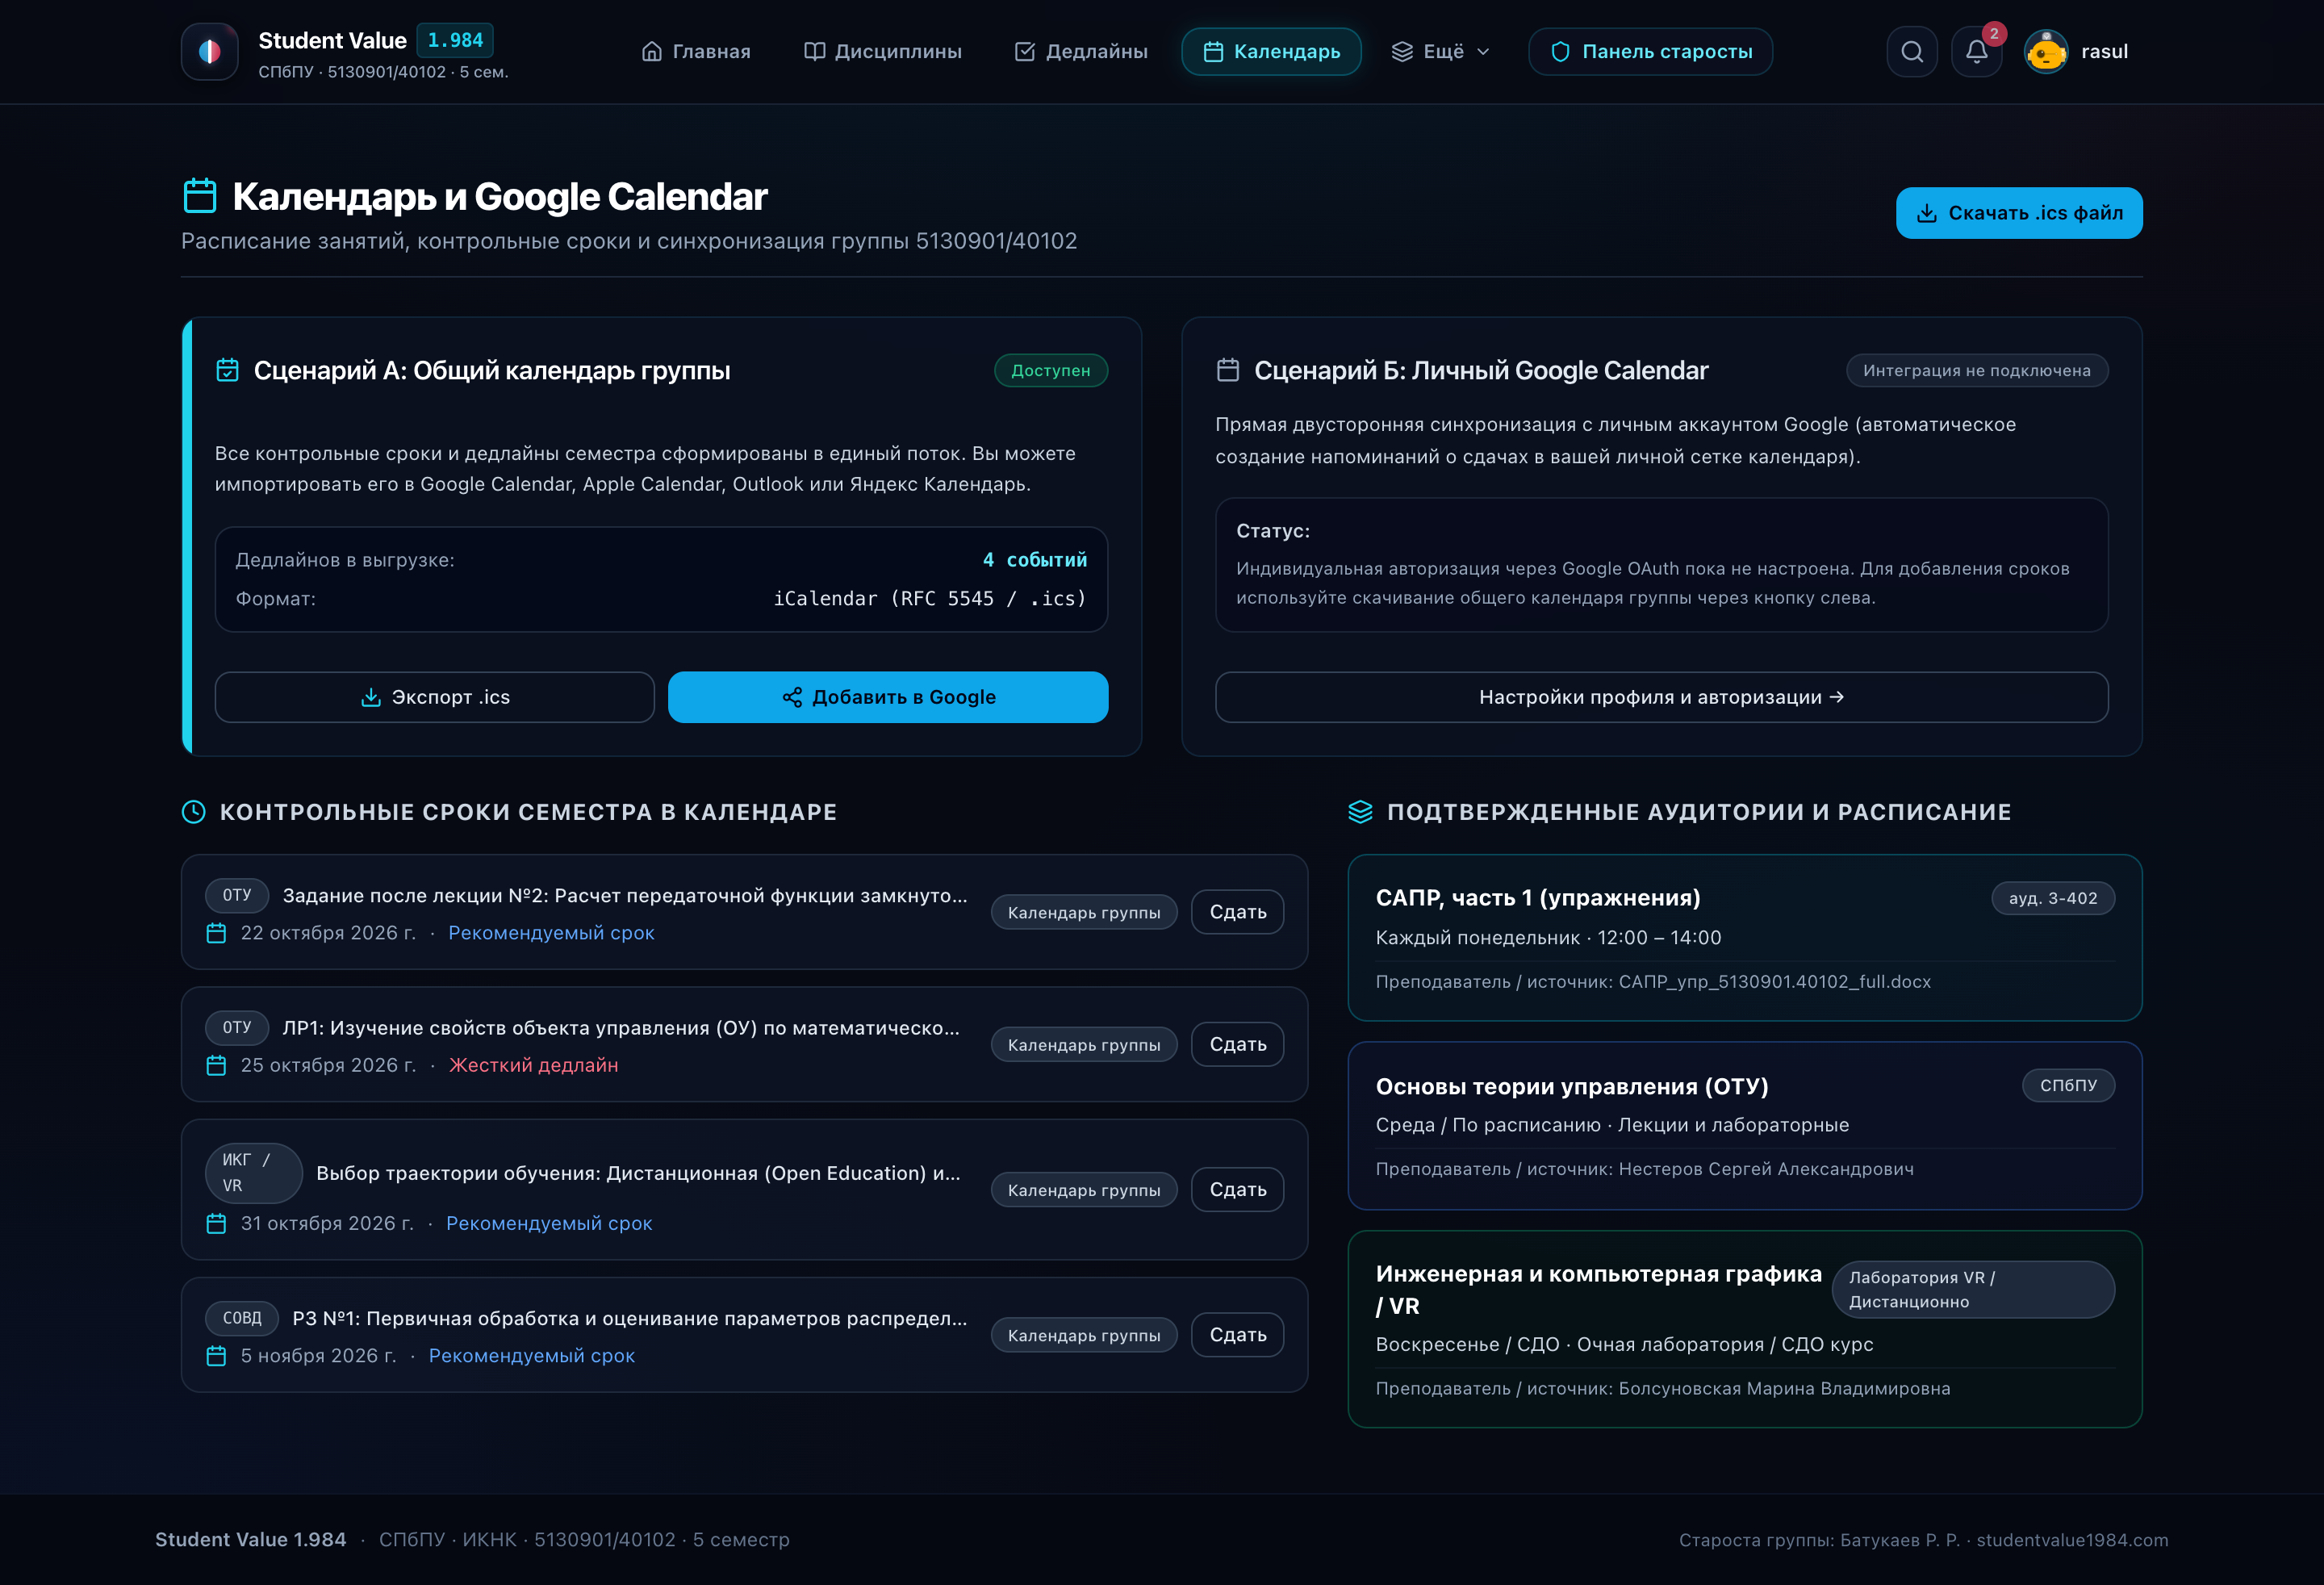 Student Value 1.984
СПбПУ · 5130901/40102 · 5 сем.
Главная
Дисциплины
Дедлайны
Календарь
Ещё
Панель старосты
2
rasul
Календарь и Google Calendar
Расписание занятий, контрольные сроки и синхронизация группы 5130901/40102
Скачать .ics файл
Сценарий А: Общий календарь группы
Доступен
Все контрольные сроки и дедлайны семестра сформированы в единый поток. Вы можете
импортировать его в Google Calendar, Apple Calendar, Outlook или Яндекс Календарь.
Дедлайнов в выгрузке: 4 событий
Формат: iCalendar (RFC 5545 / .ics)
Экспорт .ics
Добавить в Google
Сценарий Б: Личный Google Calendar
Интеграция не подключена
Прямая двусторонняя синхронизация с личным аккаунтом Google (автоматическое
создание напоминаний о сдачах в вашей личной сетке календаря).
Статус:
Индивидуальная авторизация через Google OAuth пока не настроена. Для добавления сроков
используйте скачивание общего календаря группы через кнопку слева.
Настройки профиля и авторизации →
КОНТРОЛЬНЫЕ СРОКИ СЕМЕСТРА В КАЛЕНДАРЕ
ОТУ Задание после лекции №2: Расчет передаточной функции замкнуто...
22 октября 2026 г. · Рекомендуемый срок
Календарь группы
Сдать
ОТУ ЛР1: Изучение свойств объекта управления (ОУ) по математическо...
25 октября 2026 г. · Жесткий дедлайн
Календарь группы
Сдать
ИКГ /
VR
Выбор траектории обучения: Дистанционная (Open Education) и...
31 октября 2026 г. · Рекомендуемый срок
Календарь группы
Сдать
СОВД РЗ №1: Первичная обработка и оценивание параметров распредел...
5 ноября 2026 г. · Рекомендуемый срок
Календарь группы
Сдать
ПОДТВЕРЖДЕННЫЕ АУДИТОРИИ И РАСПИСАНИЕ
САПР, часть 1 (упражнения)
ауд. 3-402
Каждый понедельник · 12:00 – 14:00
Преподаватель / источник: САПР_упр_5130901.40102_full.docx
Основы теории управления (ОТУ)
СПбПУ
Среда / По расписанию · Лекции и лабораторные
Преподаватель / источник: Нестеров Сергей Александрович
Инженерная и компьютерная графика
/ VR
Лаборатория VR /
Дистанционно
Воскресенье / СДО · Очная лаборатория / СДО курс
Преподаватель / источник: Болсуновская Марина Владимировна
Student Value 1.984 · СПбПУ · ИКНК · 5130901/40102 · 5 семестр
Староста группы: Батукаев Р. Р. · studentvalue1984.com